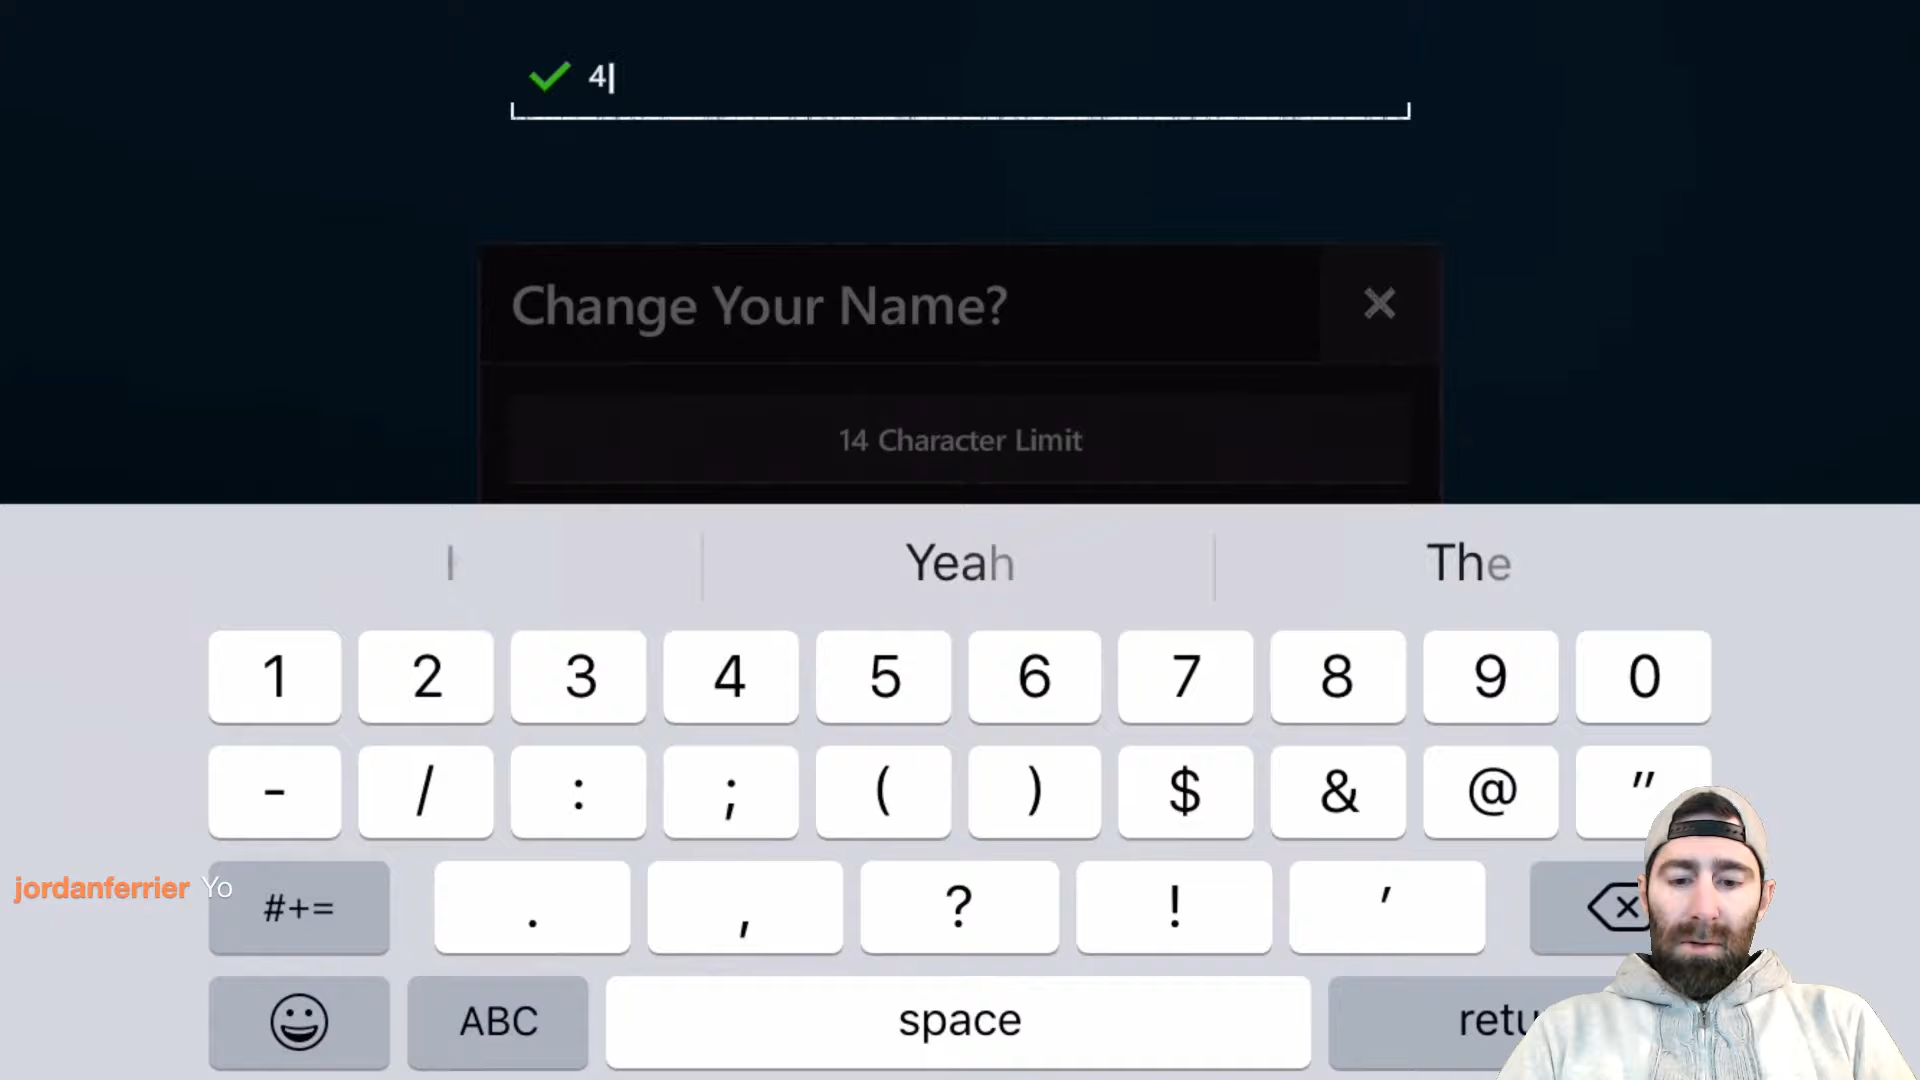 4
Change Your Name?
14 Character Limit
I Yeah The
1 2 3 4 5 6 7 8 9 0
- / : ; ( ) $ & @ "
jordanferrier Yo #+= . , ? ! '
ABC space retu